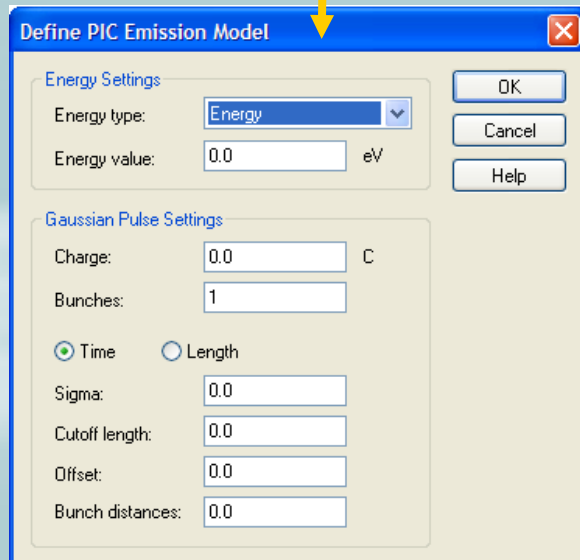 Define PIC Emission Model
Energy Settings
Energy type: Energy
Energy value: 0.0 eV
OK
Cancel
Help
Gaussian Pulse Settings
Charge: 0.0 C
Bunches: 1
Time Length
Sigma: 0.0
Cutoff length: 0.0
Offset: 0.0
Bunch distances: 0.0